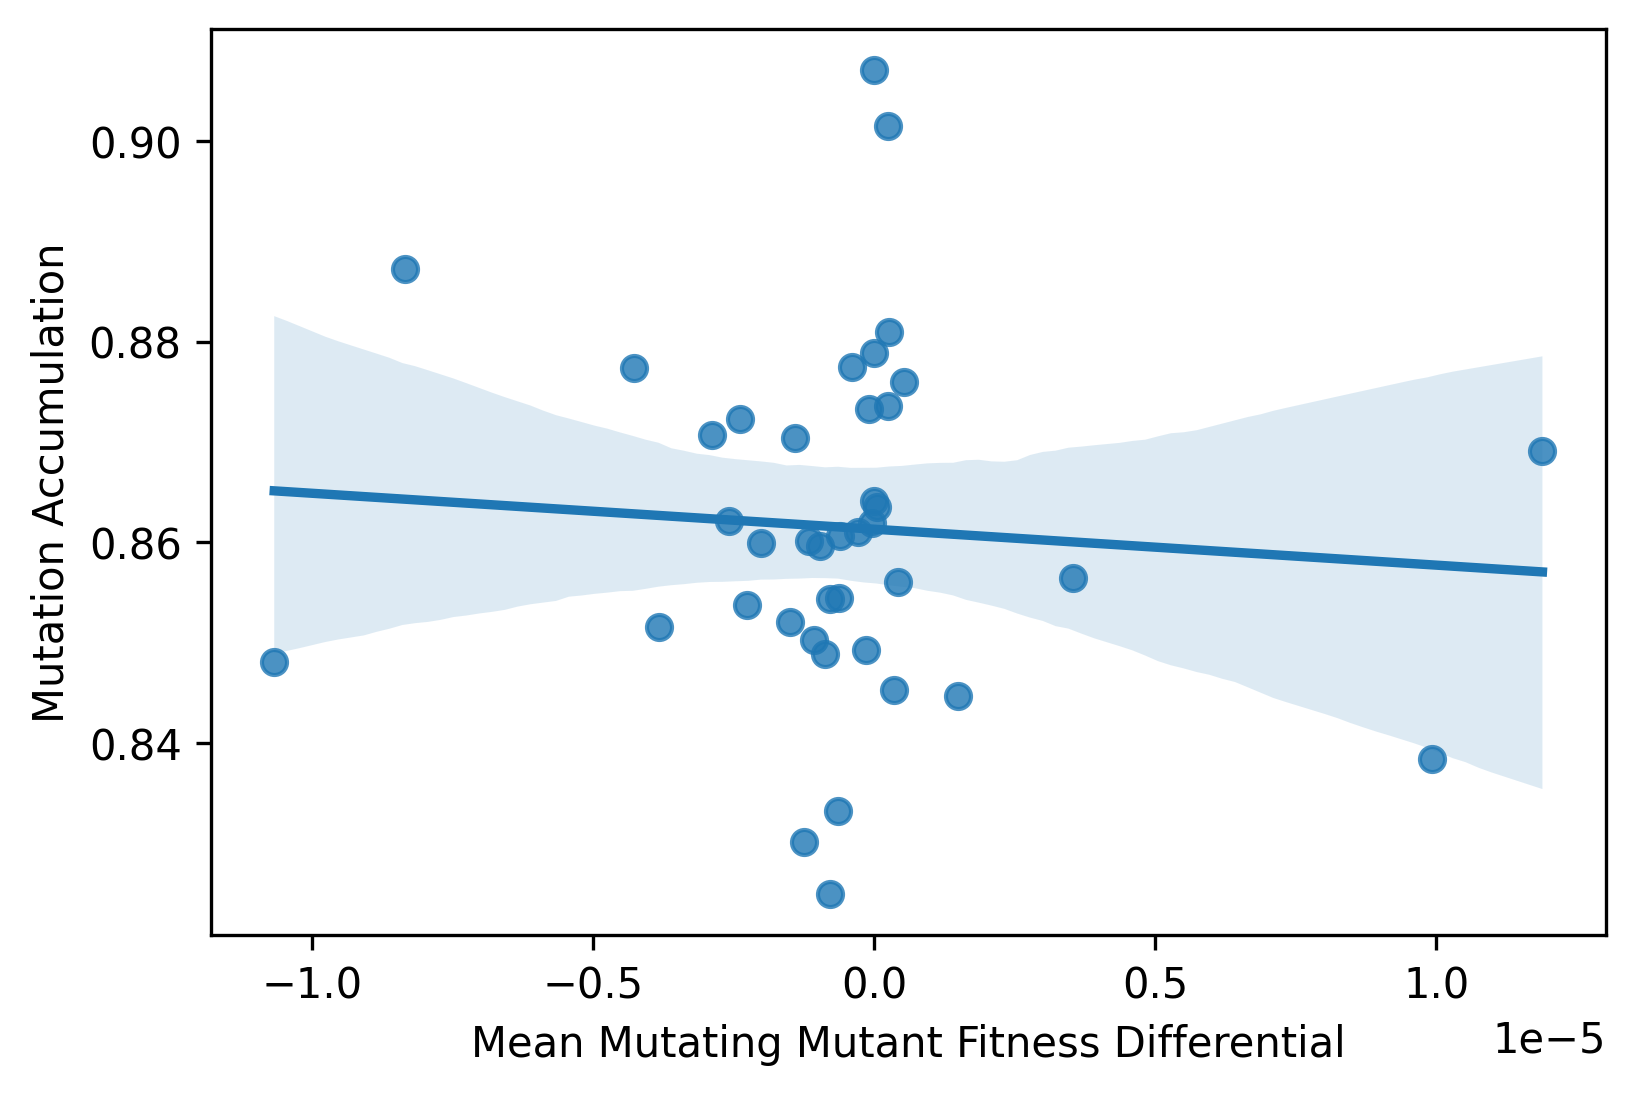 Mutation Accumulation
0.90
0.88
0.86
0.84
−1.0 −0.5 0.0 0.5 1.0
1e−5
Mean Mutating Mutant Fitness Differential